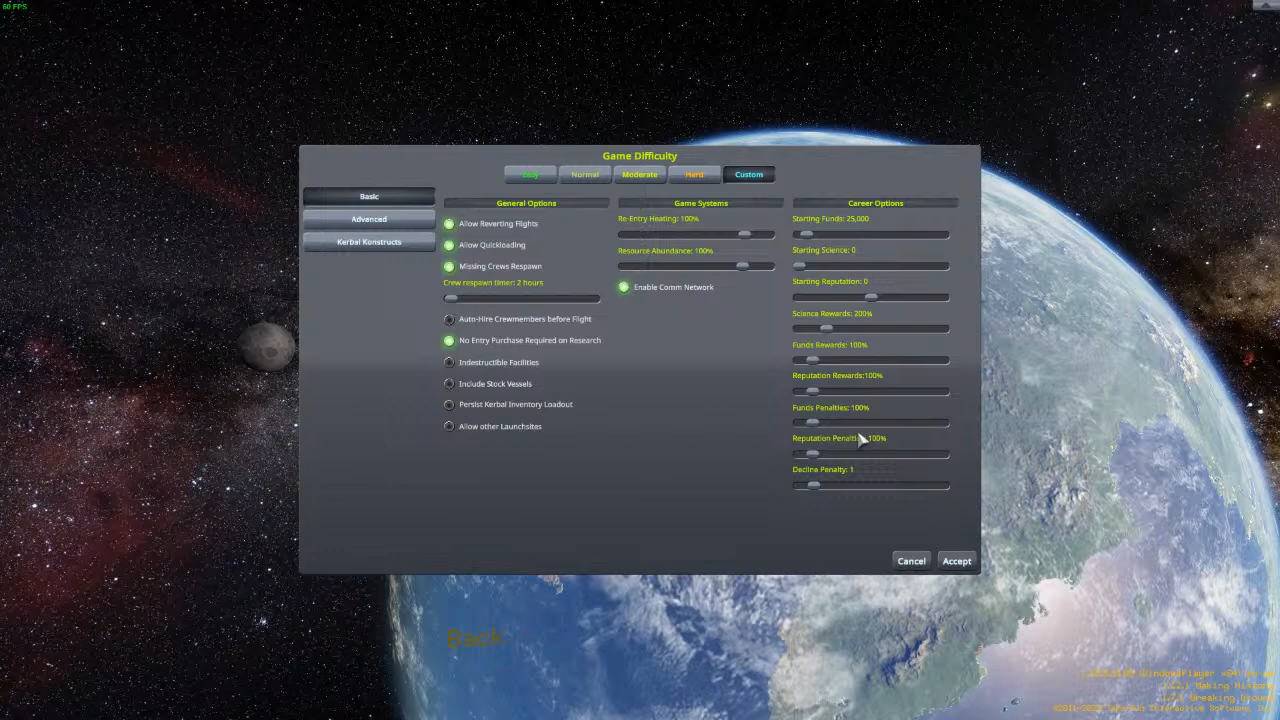 60 FPS
Game Difficulty
Easy Normal Moderate Hard Custom
Basic
Advanced
Kerbal Konstructs
General Options
Allow Reverting Flights
Allow Quickloading
Missing Crews Respawn
Crew respawn timer: 2 hours
Auto-Hire Crewmembers before Flight
No Entry Purchase Required on Research
Indestructible Facilities
Include Stock Vessels
Persist Kerbal Inventory Loadout
Allow other Launchsites
Game Systems
Re-Entry Heating: 100%
Resource Abundance: 100%
Enable Comm Network
Career Options
Starting Funds: 25,000
Starting Science: 0
Starting Reputation: 0
Science Rewards: 200%
Funds Rewards: 100%
Reputation Rewards:100%
Funds Penalties: 100%
Reputation 100%
Decline Penalty: 1
Cancel Accept
Back
Making History
Breaking Ground